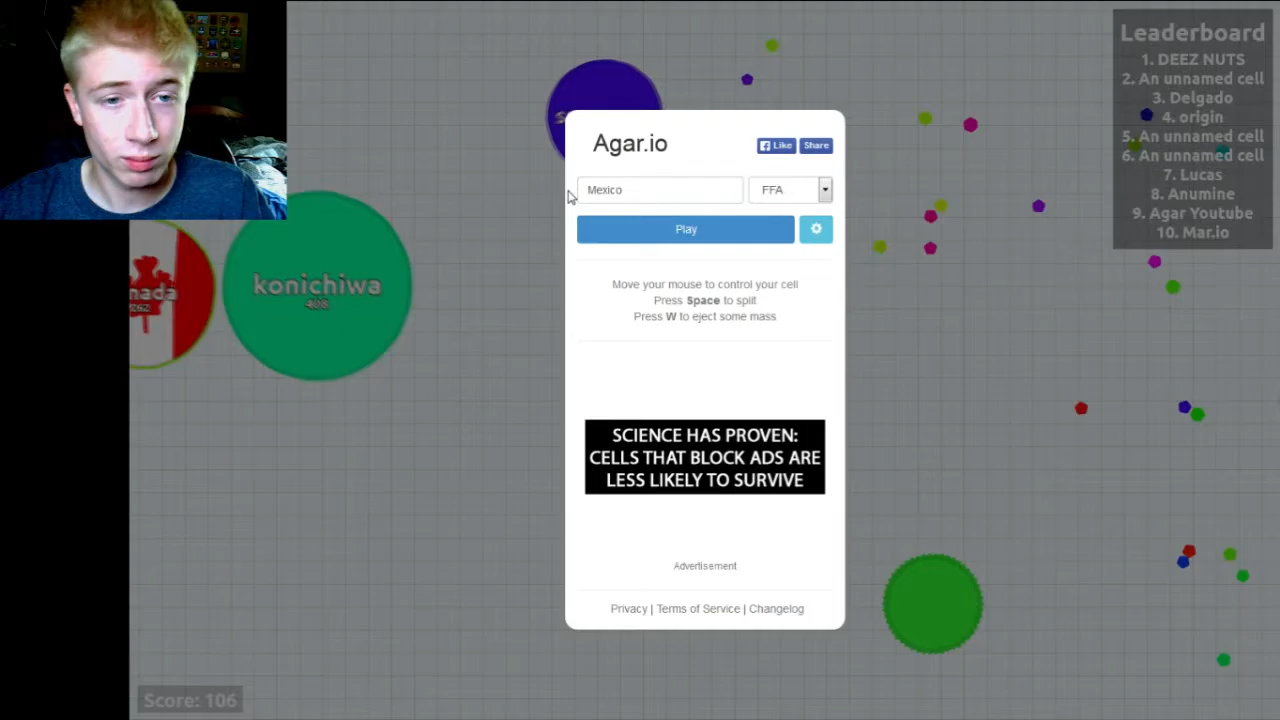 Leaderboard
1. DEEZ NUTS
2. An unnamed cell
3. Delgado
4. origin
5. An unnamed cell
6. An unnamed cell
7. Lucas
8. Anumine
9. Agar Youtube
10. Mar.io
Agar.io
Like
Share
Mexico
FFA
Play
Move your mouse to control your cell
Press Space to split
Press W to eject some mass
nada
konichiwa
408
SCIENCE HAS PROVEN:
CELLS THAT BLOCK ADS ARE
LESS LIKELY TO SURVIVE
Advertisement
Privacy | Terms of Service | Changelog
Score: 106